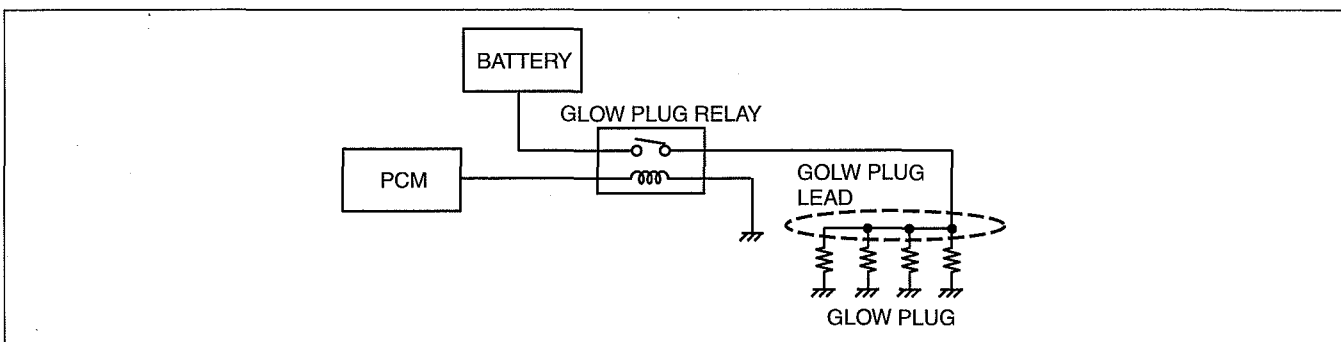 BATTERY
GLOW PLUG RELAY
PCM
GOLW PLUG
LEAD
GLOW PLUG